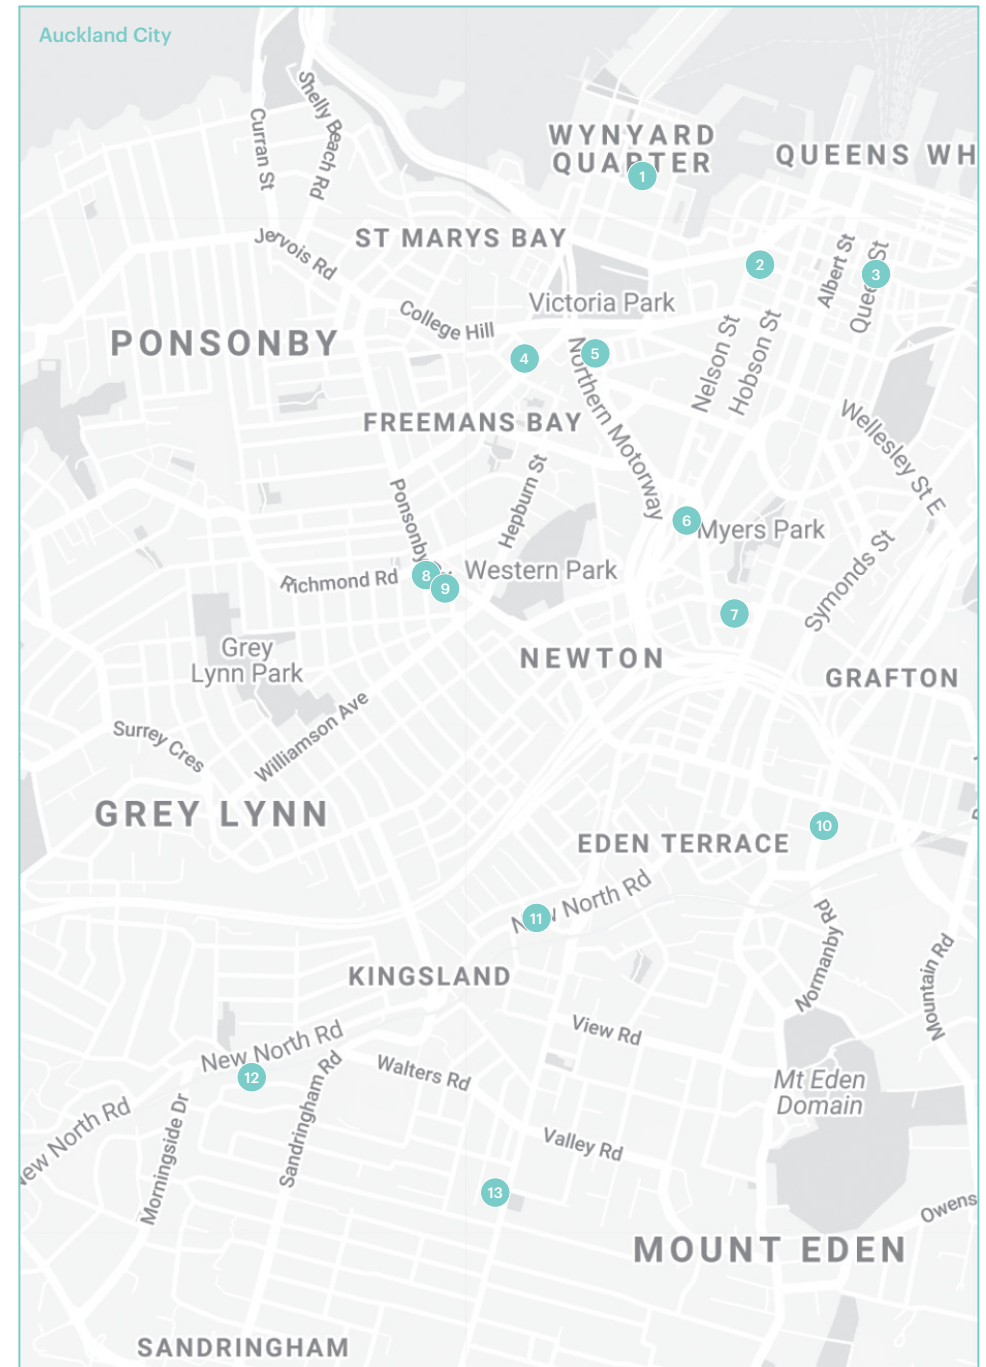 Auckland City
Shelly Beach Rd
Curran St
WYNYARD
QUARTER
QUEENS WH
1
Jervois Rd
ST MARYS BAY
2
Albert St
Queen St
3
Victoria Park
College Hill
PONSONBY
4
5
Nelson St
Hobson St
Northern Motorway
FREEMANS BAY
Wellesley St E
Ponsonby
Hepburn St
6
Myers Park
Symonds St
Richmond Rd
8
9
Western Park
7
Grey
Lynn Park
NEWTON
GRAFTON
Williamson Ave
Surrey Cres
GREY LYNN
10
EDEN TERRACE
New North Rd
11
Normanby Rd
Mountain Rd
KINGSLAND
View Rd
New North Rd
12
Walters Rd
Sandringham Rd
Mt Eden
Domain
New North Rd
Morningside Dr
Valley Rd
13
Owens
MOUNT EDEN
SANDRINGHAM